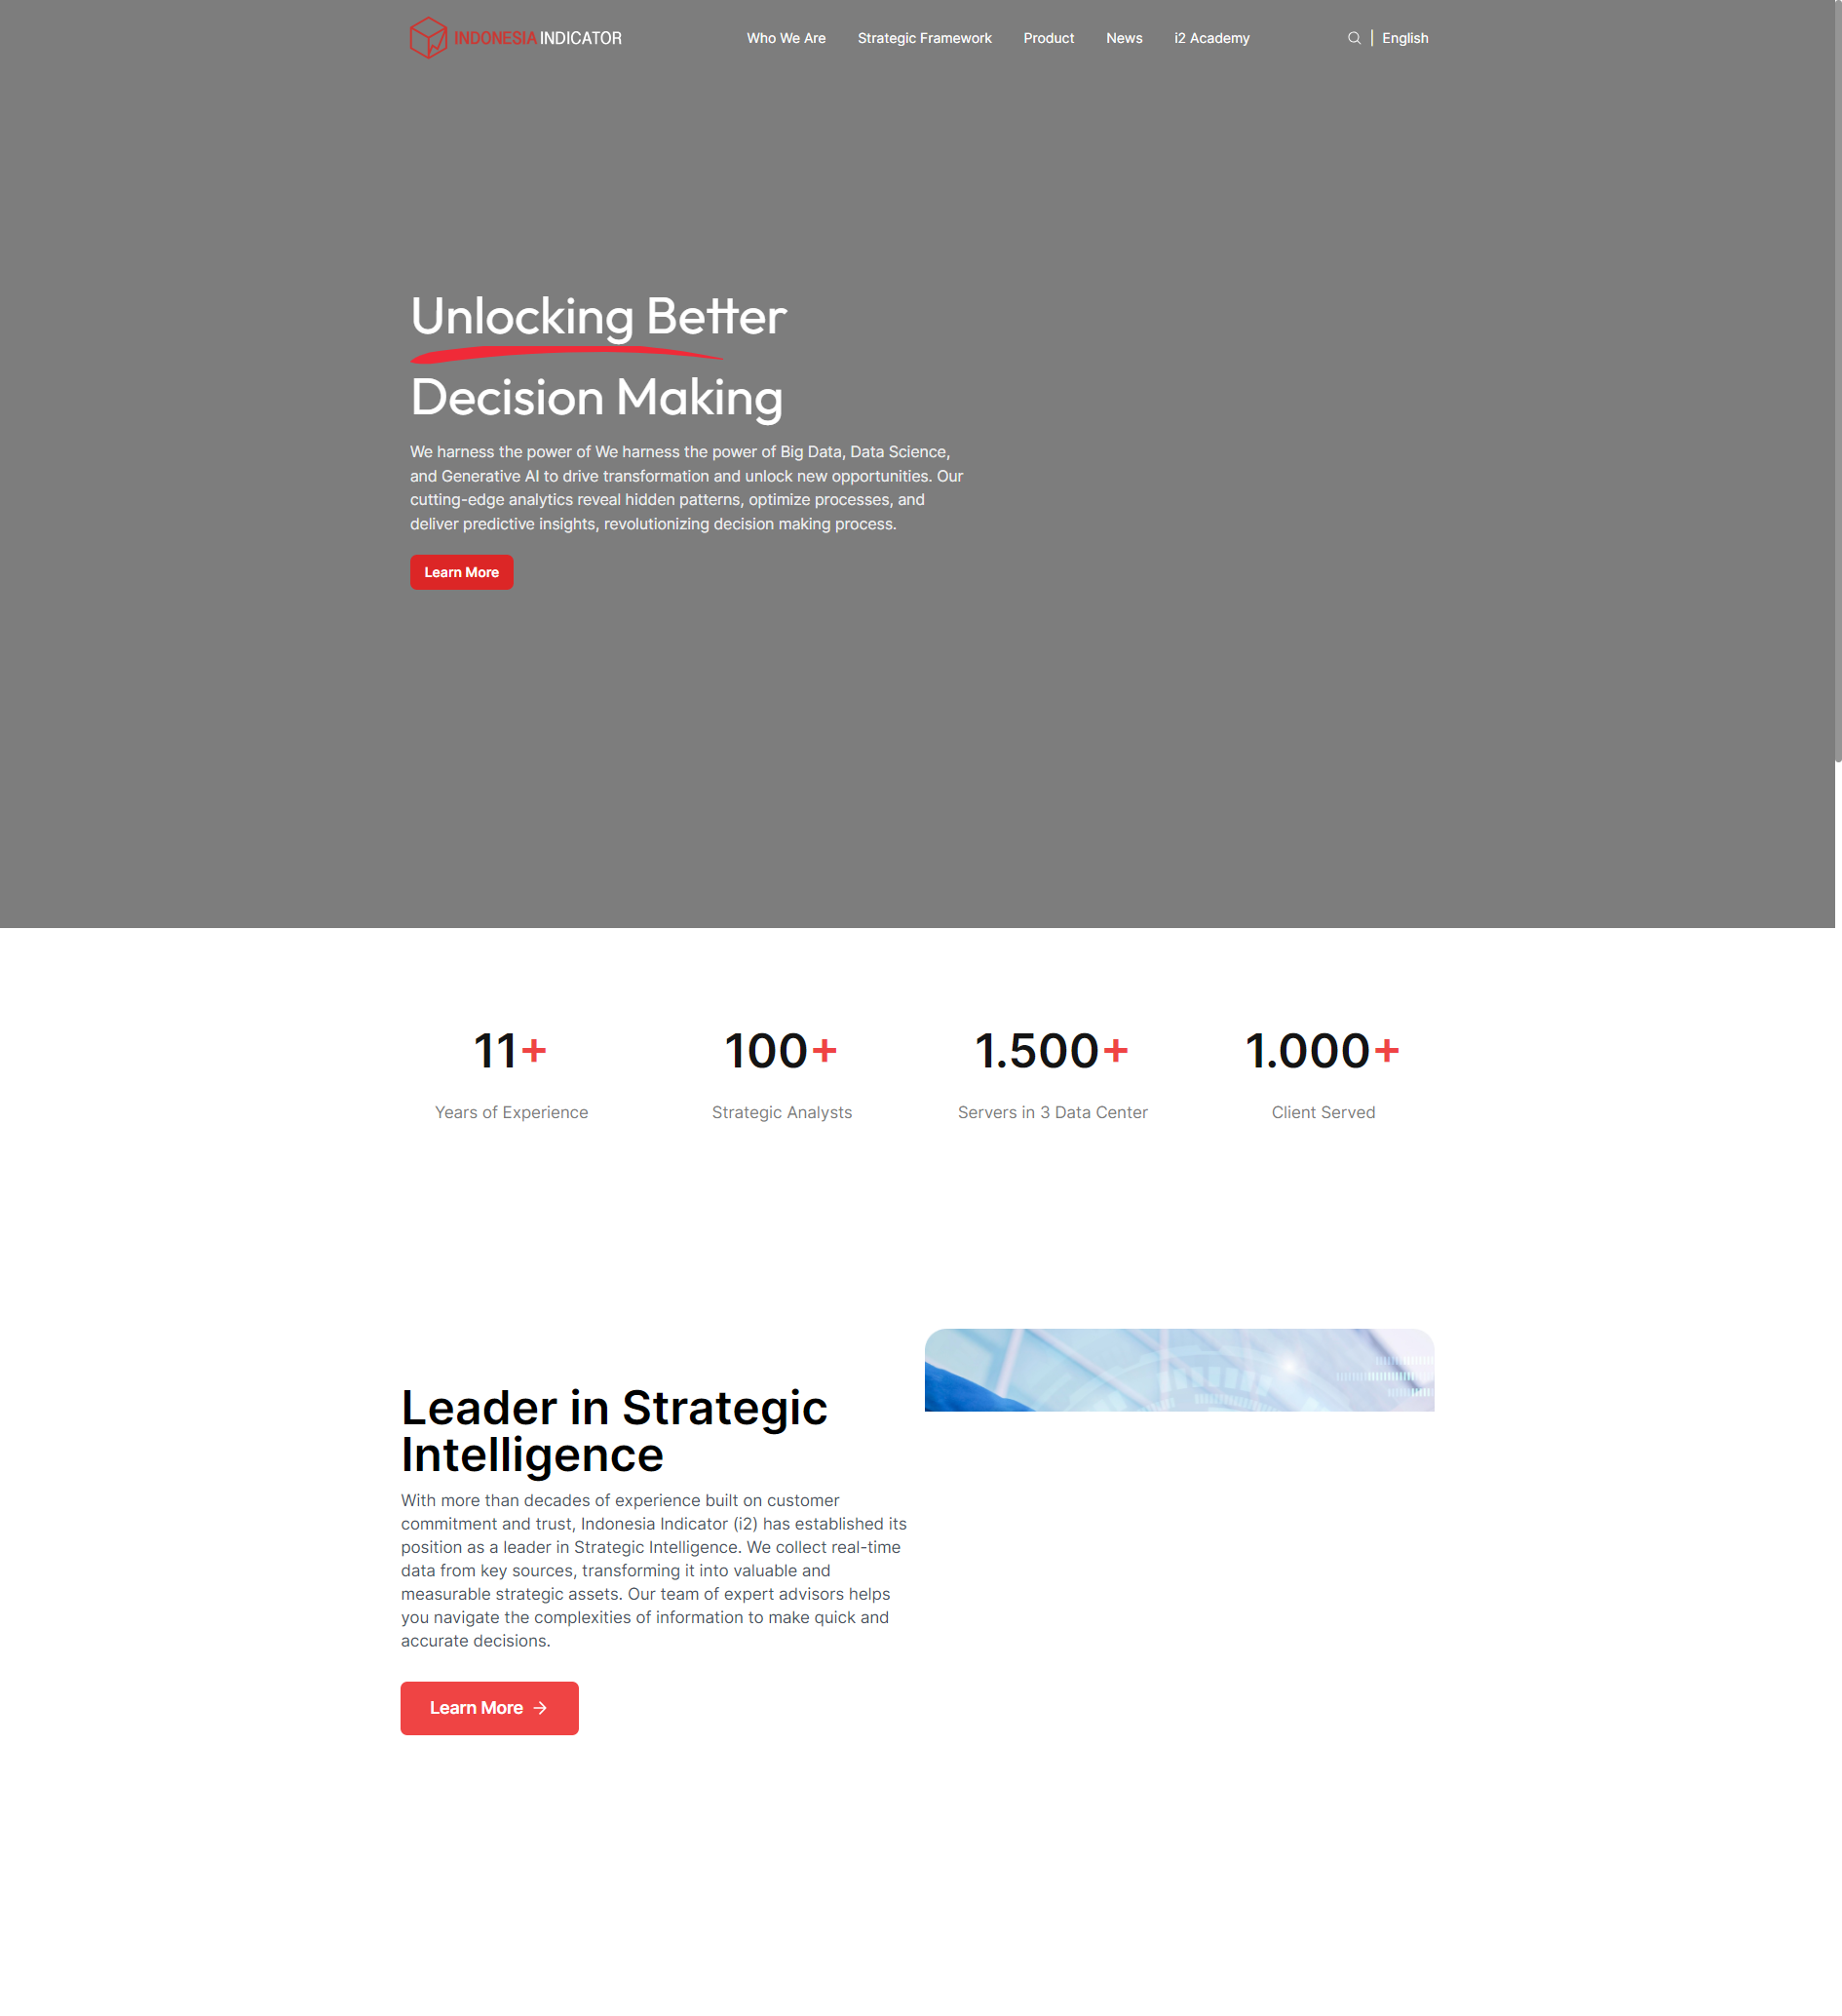 INDONESIA INDICATOR
Who We Are
Strategic Framework
Product
News
i2 Academy
English
Unlocking Better
Decision Making
We harness the power of We harness the power of Big Data, Data Science,
and Generative AI to drive transformation and unlock new opportunities. Our
cutting-edge analytics reveal hidden patterns, optimize processes, and
deliver predictive insights, revolutionizing decision making process.
Learn More
11+
Years of Experience
100+
Strategic Analysts
1.500+
Servers in 3 Data Center
1.000+
Client Served
Leader in Strategic
Intelligence
With more than decades of experience built on customer
commitment and trust, Indonesia Indicator (i2) has established its
position as a leader in Strategic Intelligence. We collect real-time
data from key sources, transforming it into valuable and
measurable strategic assets. Our team of expert advisors helps
you navigate the complexities of information to make quick and
accurate decisions.
Learn More